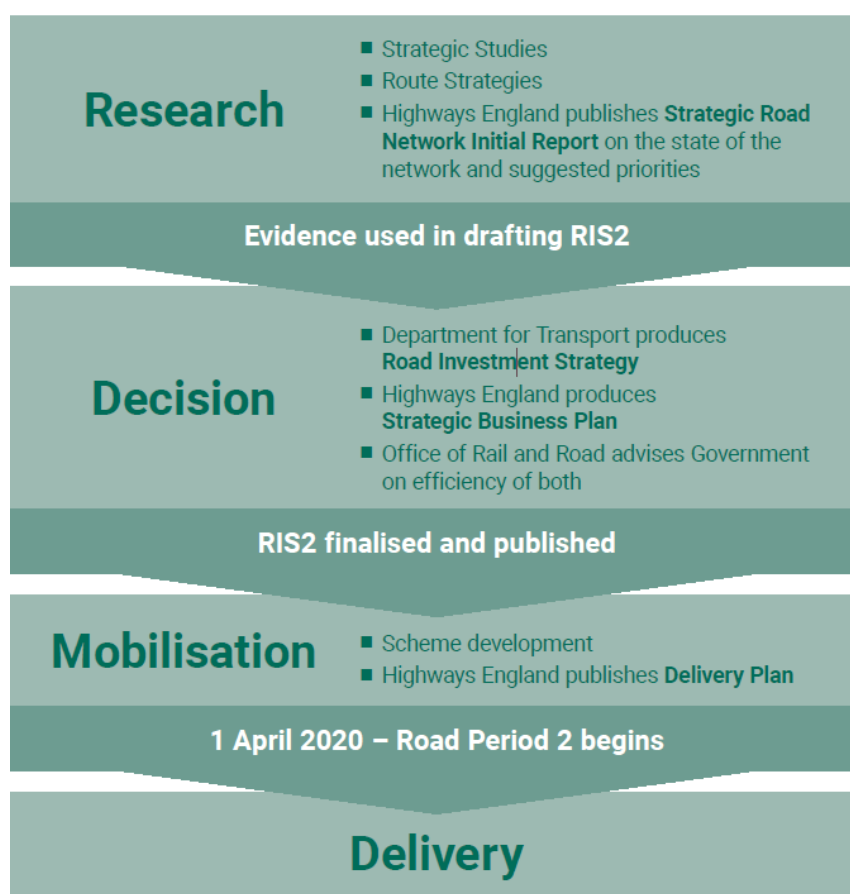 Research
■ Strategic Studies
■ Route Strategies
■ Highways England publishes Strategic Road
Network Initial Report on the state of the
network and suggested priorities
Evidence used in drafting RIS2
Decision
■ Department for Transport produces
Road Investment Strategy
■ Highways England produces
Strategic Business Plan
■ Office of Rail and Road advises Government
on efficiency of both
RIS2 finalised and published
Mobilisation
■ Scheme development
■ Highways England publishes Delivery Plan
1 April 2020 – Road Period 2 begins
Delivery